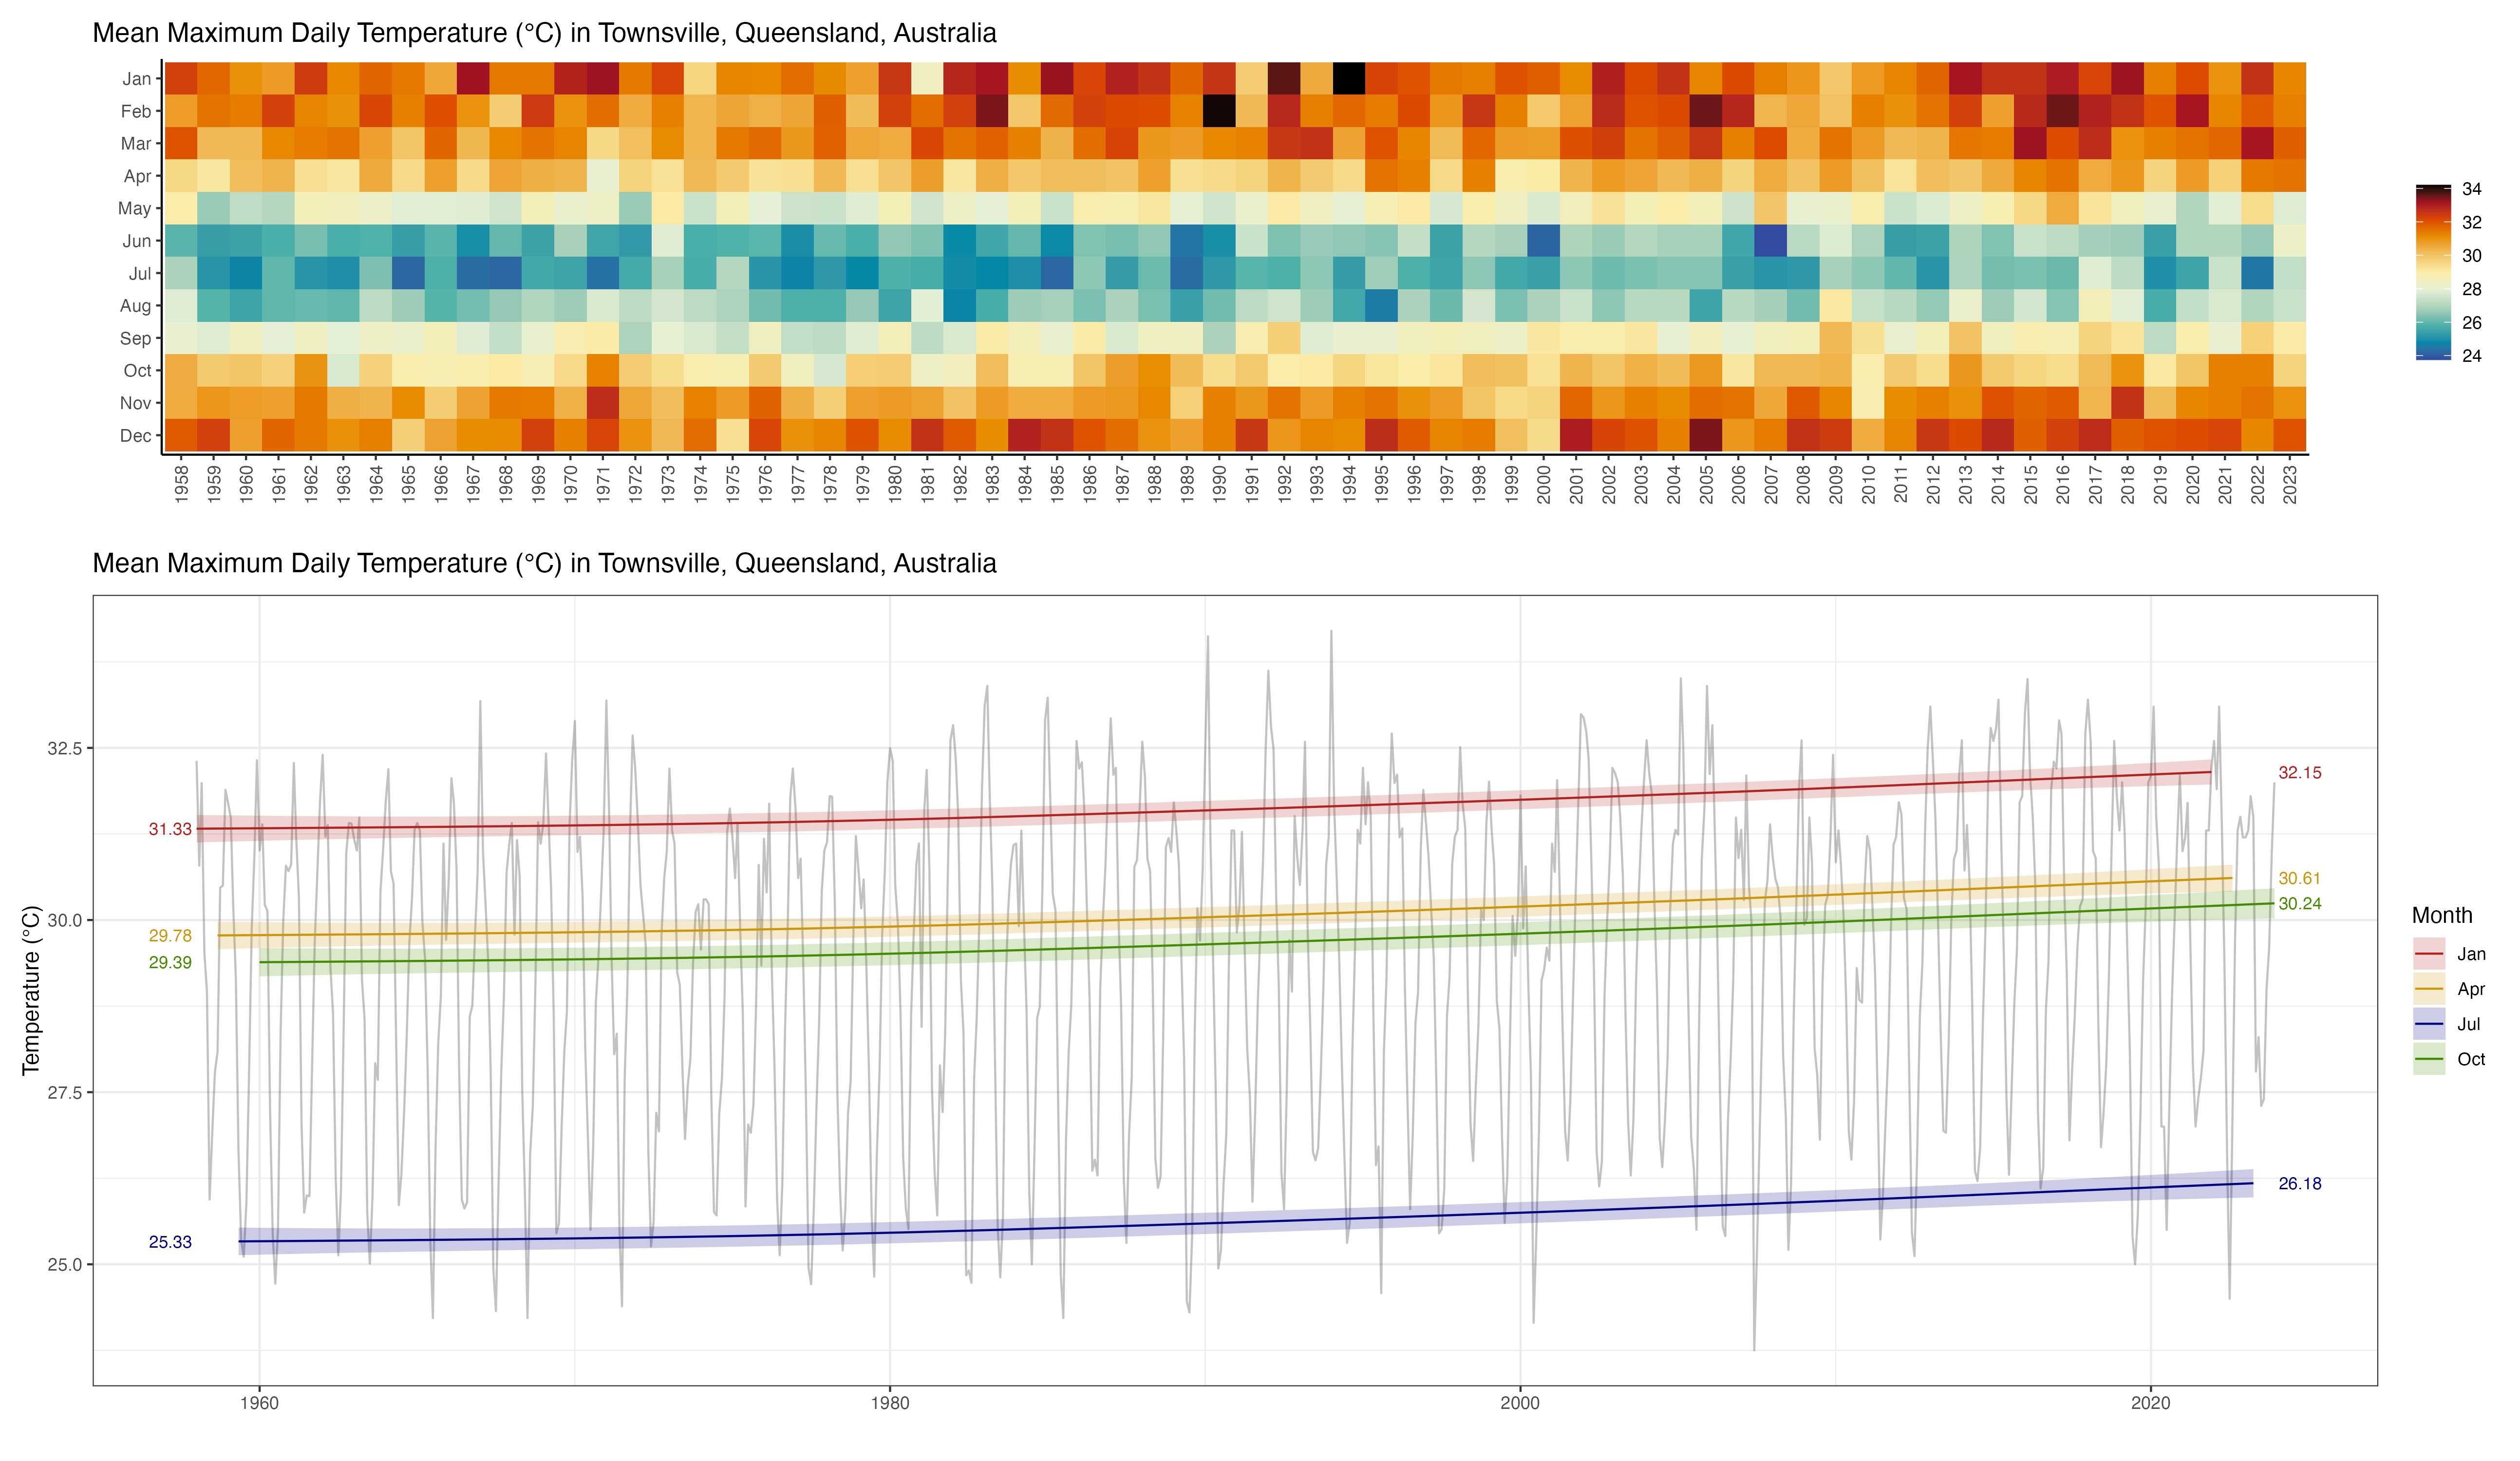 Mean Maximum Daily Temperature (°C) in Townsville, Queensland, Australia
Jan
Feb
Mar
Apr
May
Jun
Jul
Aug
Sep
Oct
Nov
Dec
1958 1959 1960 1961 1962 1963 1964 1965 1966 1967 1968 1969 1970 1971 1972 1973 1974 1975 1976 1977 1978 1979 1980 1981 1982 1983 1984 1985 1986 1987 1988 1989 1990 1991 1992 1993 1994 1995 1996 1997 1998 1999 2000 2001 2002 2003 2004 2005 2006 2007 2008 2009 2010 2011 2012 2013 2014 2015 2016 2017 2018 2019 2020 2021 2022 2023
34
32
30
28
26
24
Mean Maximum Daily Temperature (°C) in Townsville, Queensland, Australia
Temperature (°C)
32.5
30.0
27.5
25.0
31.33
29.78
29.39
25.33
32.15
30.61
30.24
26.18
1960 1980 2000 2020
Month
Jan
Apr
Jul
Oct